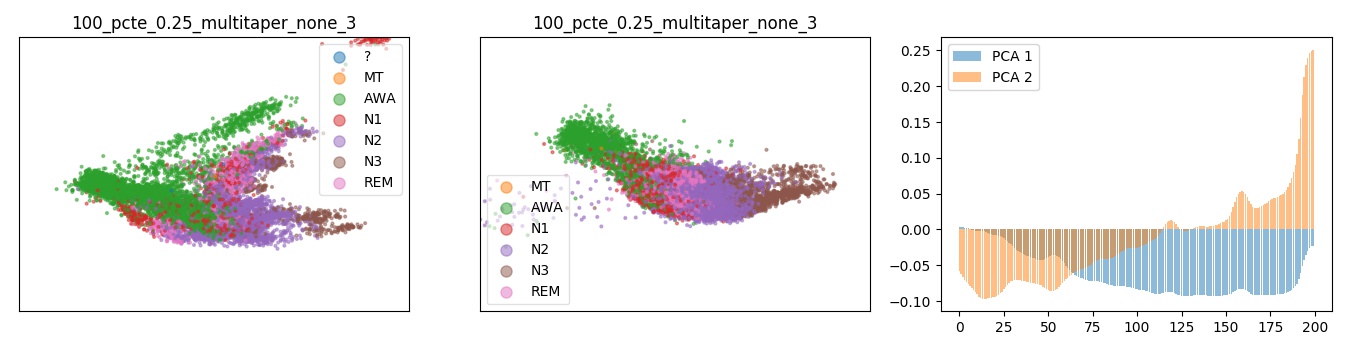 100_pcte_0.25_multitaper_none_3
?
MT
AWA
N1
N2
N3
REM
100_pcte_0.25_multitaper_none_3
MT
AWA
N1
N2
N3
REM
PCA 1
PCA 2
0.25
0.20
0.15
0.10
0.05
0.00
−0.05
−0.10
0 25 50 75 100 125 150 175 200